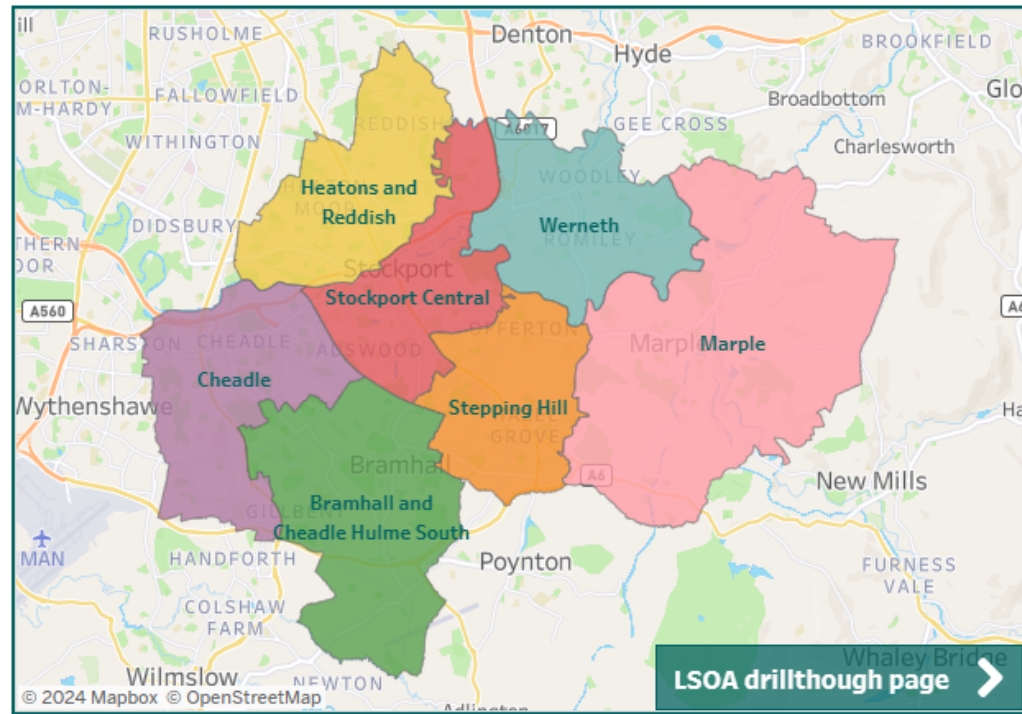 ill
RUSHOLME
Denton
Hyde
BROOKFIELD
ORLTON-
M-HARDY
FALLOWFIELD
Broadbottom
Glo
REDDISH
A6017
GEE CROSS
WITHINGTON
Charlesworth
WOODLEY
Heatons and
Reddish
MOOR
DIDSBURY
Werneth
ROMILEY
THERN
OOR
Stockport
Stockport Central
A560
A6
OFFERTON
SHARSTON
CHEADLE
ADSWOOD
Marple
Marple
Cheadle
Wythenshawe
Stepping Hill
Ha
GROVE
Bramhall
A6
New Mills
Bramhall and
Cheadle Hulme South
GILLBENT
MAN
HANDFORTH
Poynton
FURNESS
VALE
COLSHAW
FARM
Whaley Bridge
Wilmslow
NEWTON
LSOA drillthough page
© 2024 Mapbox © OpenStreetMap
Adlington